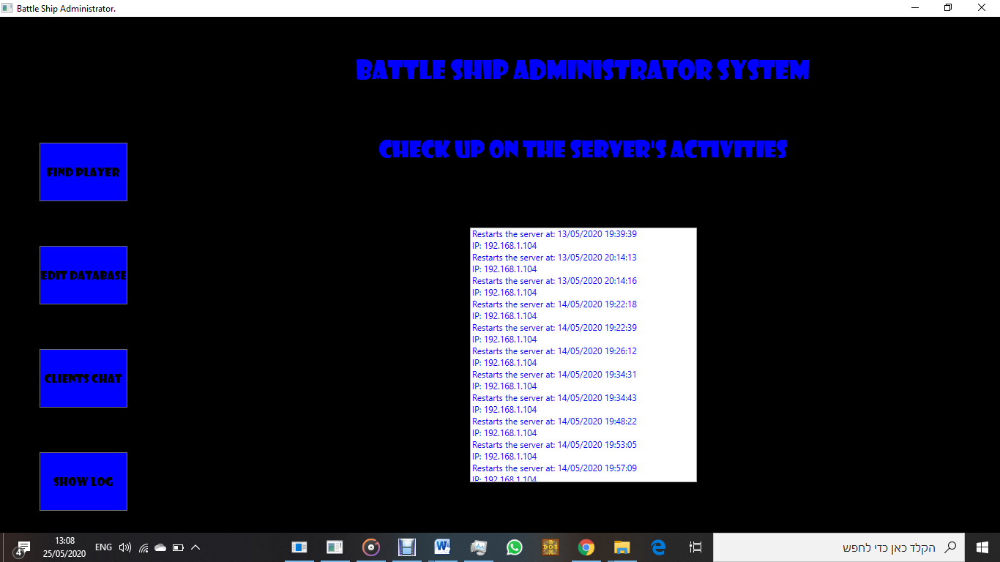 Battle Ship Administrator.
BATTLE SHIP ADMINISTRATOR SYSTEM
CHECK UP ON THE SERVER'S ACTIVITIES
FIND PLAYER
EDIT DATABASE
CLIENTS CHAT
SHOW LOG
Restarts the server at: 13/05/2020 19:39:39
IP: 192.168.1.104
Restarts the server at: 13/05/2020 20:14:13
IP: 192.168.1.104
Restarts the server at: 13/05/2020 20:14:16
IP: 192.168.1.104
Restarts the server at: 14/05/2020 19:22:18
IP: 192.168.1.104
Restarts the server at: 14/05/2020 19:22:39
IP: 192.168.1.104
Restarts the server at: 14/05/2020 19:26:12
IP: 192.168.1.104
Restarts the server at: 14/05/2020 19:34:31
IP: 192.168.1.104
Restarts the server at: 14/05/2020 19:34:43
IP: 192.168.1.104
Restarts the server at: 14/05/2020 19:48:22
IP: 192.168.1.104
Restarts the server at: 14/05/2020 19:53:05
IP: 192.168.1.104
Restarts the server at: 14/05/2020 19:57:09
IP: 192.168.1.104
4
13:08
25/05/2020
ENG
הקלד כאן כדי לחפש